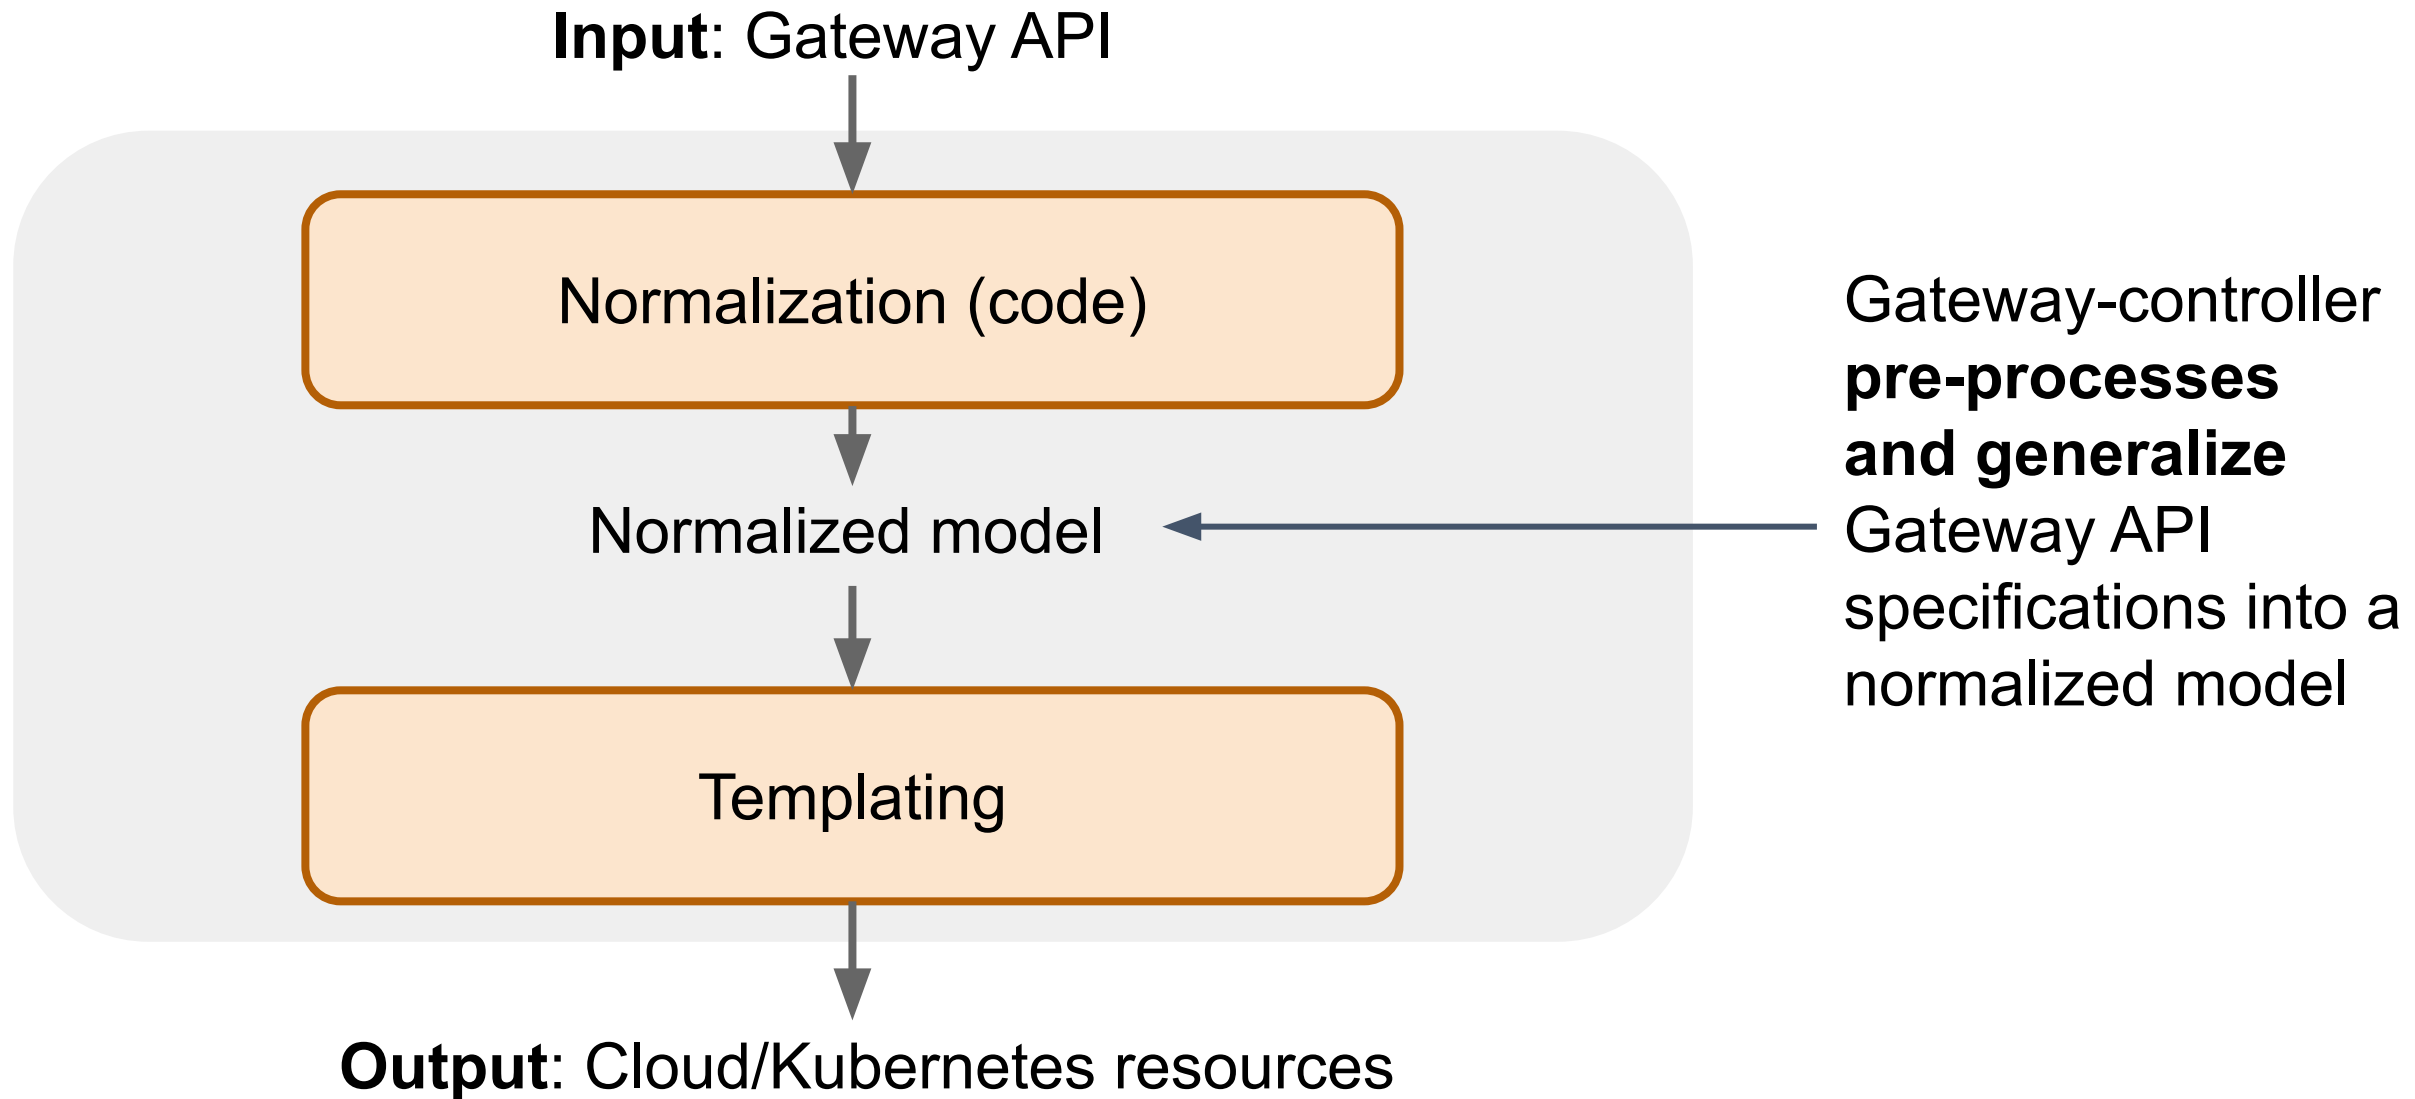 Input: Gateway API
Normalization (code)
Normalized model
Templating
Output: Cloud/Kubernetes resources
Gateway-controller
pre-processes
and generalize
Gateway API
specifications into a
normalized model